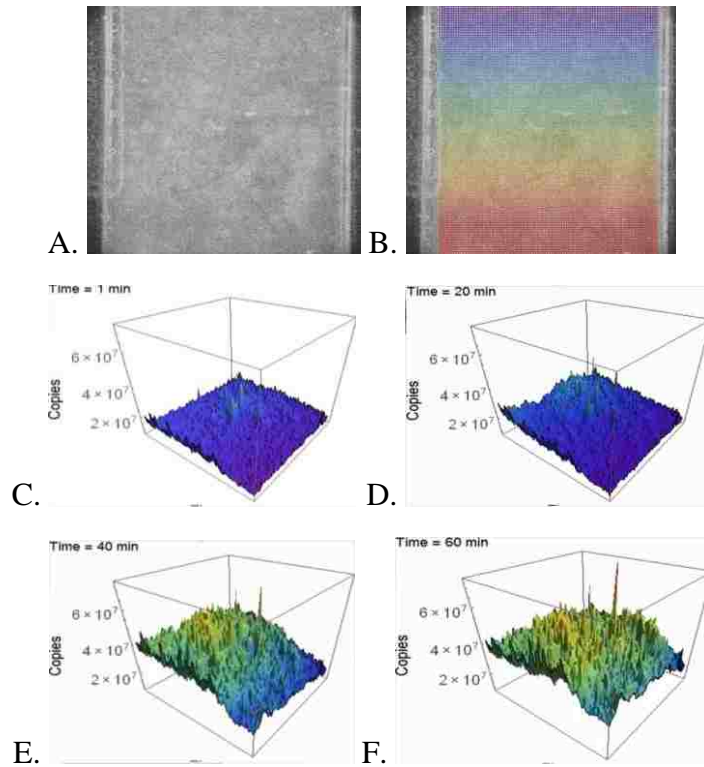 A.
B.
Time = 1 min
6 × 10⁷
4 × 10⁷
2 × 10⁷
Copies
C.
Time = 20 min
6 × 10⁷
4 × 10⁷
2 × 10⁷
Copies
D.
Time = 40 min
6 × 10⁷
4 × 10⁷
2 × 10⁷
Copies
E.
Time = 60 min
6 × 10⁷
4 × 10⁷
2 × 10⁷
Copies
F.